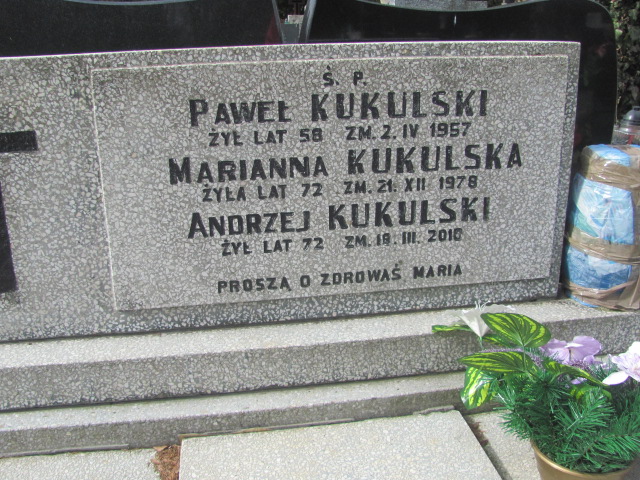 Ś. P.
PAWEŁ KUKULSKI
ŻYŁ LAT 58 ZM. 2. IV 1957
MARIANNA KUKULSKA
ŻYŁA LAT 72 ZM. 21. XII 1978
ANDRZEJ KUKULSKI
ŻYŁ LAT 72 ZM. 18. III. 2010
PROSZĄ O ZDROWAŚ MARIA